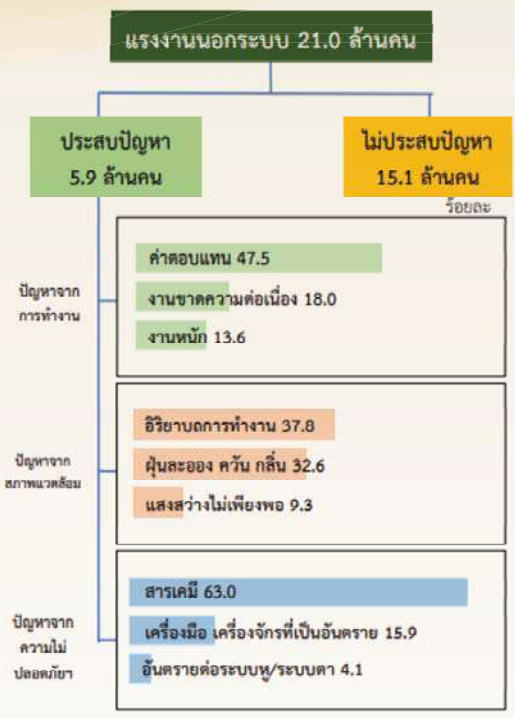 แรงงานนอกระบบ 21.0 ล้านคน
ประสบปัญหา
5.9 ล้านคน
ไม่ประสบปัญหา
15.1 ล้านคน
ร้อยละ
ปัญหาจาก
การทำงาน
ค่าตอบแทน 47.5
งานขาดความต่อเนื่อง 18.0
งานหนัก 13.6
ปัญหาจาก
สภาพแวดล้อม
อิริยาบถการทำงาน 37.8
ฝุ่นละออง ควัน กลิ่น 32.6
แสงสว่างไม่เพียงพอ 9.3
ปัญหาจาก
ความไม่
ปลอดภัยฯ
สารเคมี 63.0
เครื่องมือ เครื่องจักรที่เป็นอันตราย 15.9
อันตรายต่อระบบหู/ระบบตา 4.1